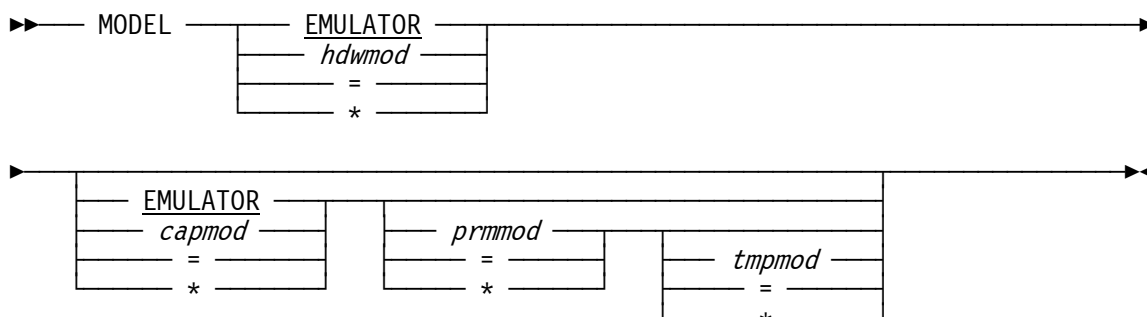 MODEL EMULATOR
hdwmod
=
*
EMULATOR
capmod prmmod
= = tmpmod
* * =
*